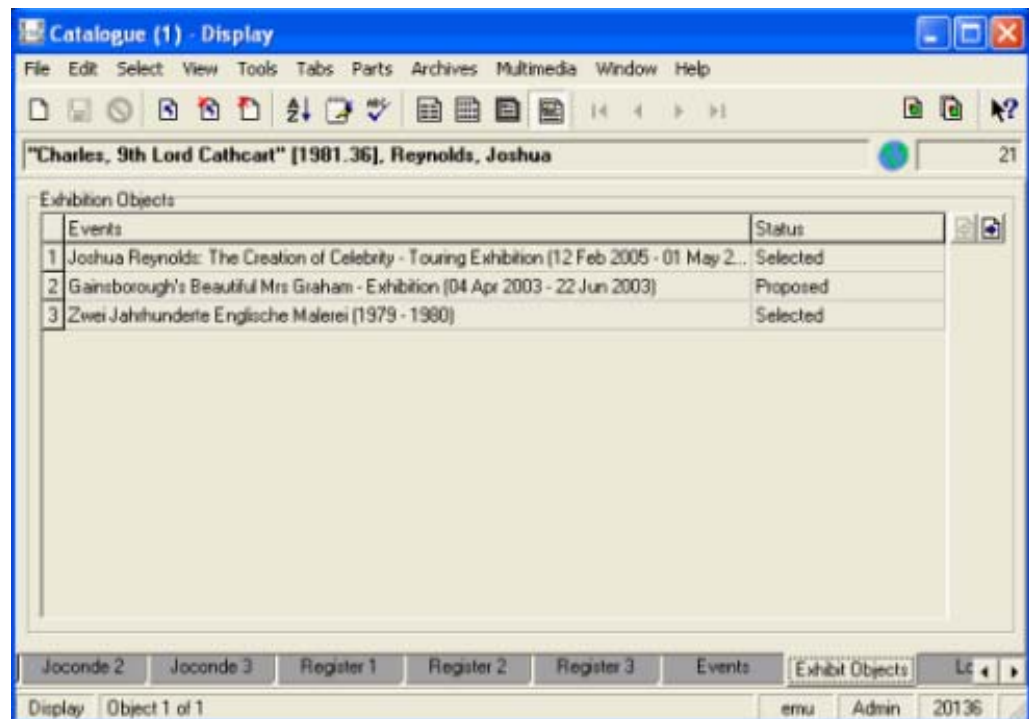 Catalogue (1) - Display
File Edit Select View Tools Tabs Parts Archives Multimedia Window Help
"Charles, 9th Lord Cathcart" [1981.36], Reynolds, Joshua 21
Exhibition Objects
Events Status
1 Joshua Reynolds: The Creation of Celebrity - Touring Exhibition (12 Feb 2005 - 01 May 2... Selected
2 Gainsborough's Beautiful Mrs Graham - Exhibition (04 Apr 2003 - 22 Jun 2003) Proposed
3 Zwei Jahrhunderte Englische Malerei (1979 - 1980) Selected
Joconde 2 Joconde 3 Register 1 Register 2 Register 3 Events Exhibit Objects Lo
Display Object 1 of 1 emu Admin 20136